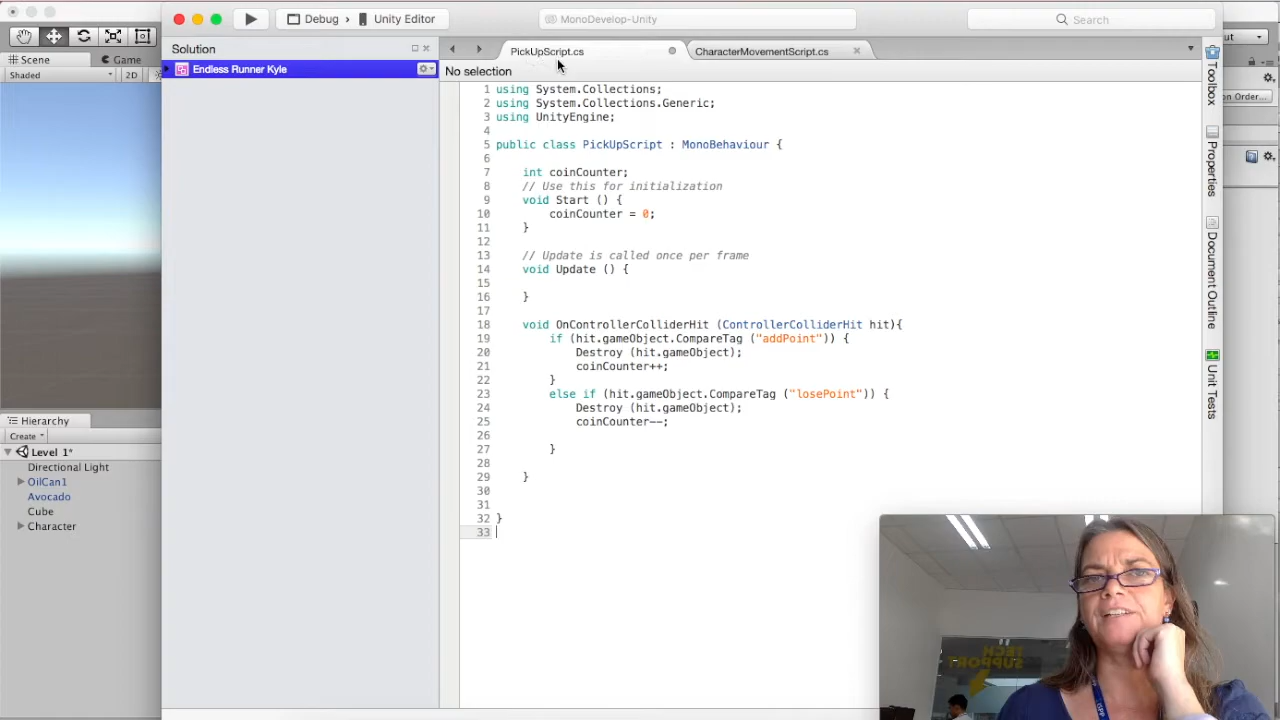 Debug › Unity Editor
MonoDevelop-Unity
Search
ut
Scene
Game
Solution
PickUpScript.cs
CharacterMovementScript.cs
Toolbox
Shaded
2D
Endless Runner Kyle
No selection
on Order...
Properties
Document Outline
Unit Tests
1 using System.Collections;
2 using System.Collections.Generic;
3 using UnityEngine;
4
5 public class PickUpScript : MonoBehaviour {
6
7 int coinCounter;
8 // Use this for initialization
9 void Start () {
10 coinCounter = 0;
11 }
12
13 // Update is called once per frame
14 void Update () {
15
16 }
17
18 void OnControllerColliderHit (ControllerColliderHit hit){
19 if (hit.gameObject.CompareTag ("addPoint")) {
20 Destroy (hit.gameObject);
21 coinCounter++;
22 }
23 else if (hit.gameObject.CompareTag ("losePoint")) {
24 Destroy (hit.gameObject);
25 coinCounter--;
26
27 }
28
29 }
30
31
32 }
33
Hierarchy
Create
Level 1*
Directional Light
OilCan1
Avocado
Cube
Character
TECH
SUPPORT